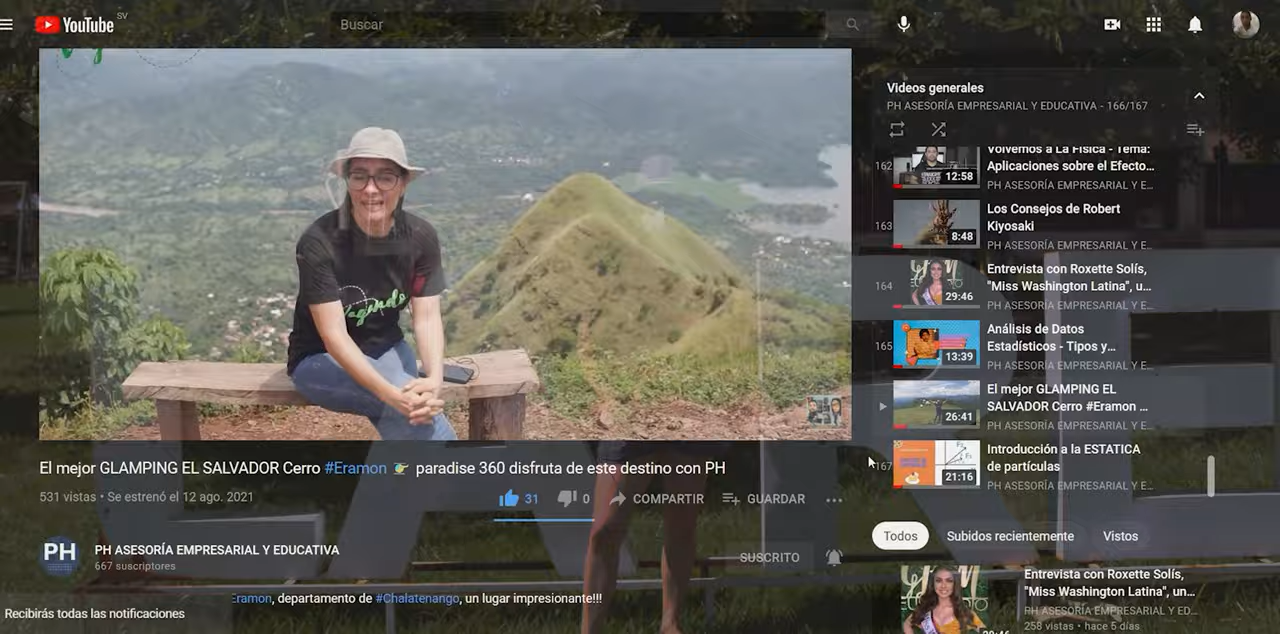 YouTube SV
Buscar
Vagundo
El mejor GLAMPING EL SALVADOR Cerro #Eramon paradise 360 disfruta de este destino con PH
531 vistas • Se estrenó el 12 ago. 2021
31
0
COMPARTIR
GUARDAR
PH
PH ASESORÍA EMPRESARIAL Y EDUCATIVA
667 suscriptores
SUSCRITO
Eramon, departamento de #Chalatenango, un lugar impresionante!!!
Recibirás todas las notificaciones
Videos generales
PH ASESORÍA EMPRESARIAL Y EDUCATIVA - 166/167
162
12:58
Volvemos a La Física - Tema:
Aplicaciones sobre el Efecto...
PH ASESORÍA EMPRESARIAL Y E...
163
8:48
Los Consejos de Robert
Kiyosaki
PH ASESORÍA EMPRESARIAL Y E...
164
29:46
Entrevista con Roxette Solís,
"Miss Washington Latina", u...
PH ASESORÍA EMPRESARIAL Y E...
165
13:39
Análisis de Datos
Estadísticos - Tipos y...
PH ASESORÍA EMPRESARIAL Y E...
26:41
El mejor GLAMPING EL
SALVADOR Cerro #Eramon ...
PH ASESORÍA EMPRESARIAL Y E...
167
21:16
Introducción a la ESTATICA
de partículas
PH ASESORÍA EMPRESARIAL Y E...
Todos
Subidos recientemente
Vistos
Entrevista con Roxette Solís,
"Miss Washington Latina", un...
PH ASESORÍA EMPRESARIAL Y ED...
258 vistas • hace 5 días
29:46